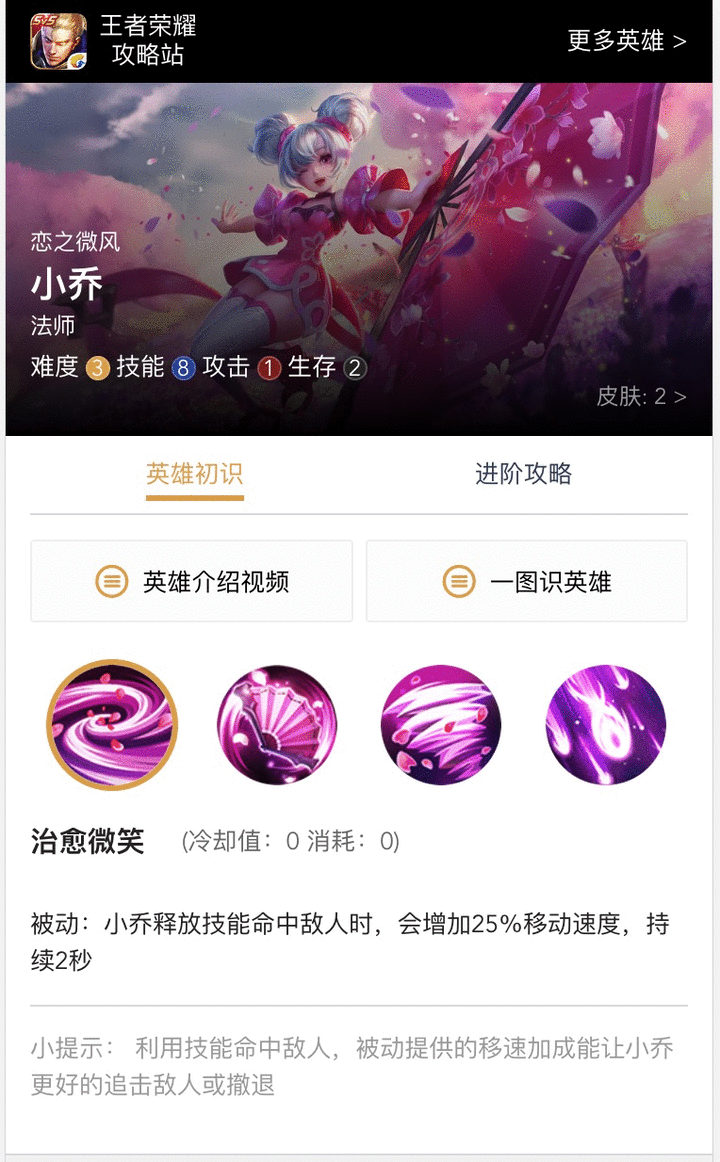 5V5
王者荣耀
攻略站
更多英雄 >
恋之微风
小乔
法师
难度 3 技能 8 攻击 1 生存 2
皮肤: 2 >
英雄初识
进阶攻略
英雄介绍视频
一图识英雄
治愈微笑 (冷却值：0 消耗：0)
被动：小乔释放技能命中敌人时，会增加25%移动速度，持
续2秒
小提示： 利用技能命中敌人，被动提供的移速加成能让小乔
更好的追击敌人或撤退